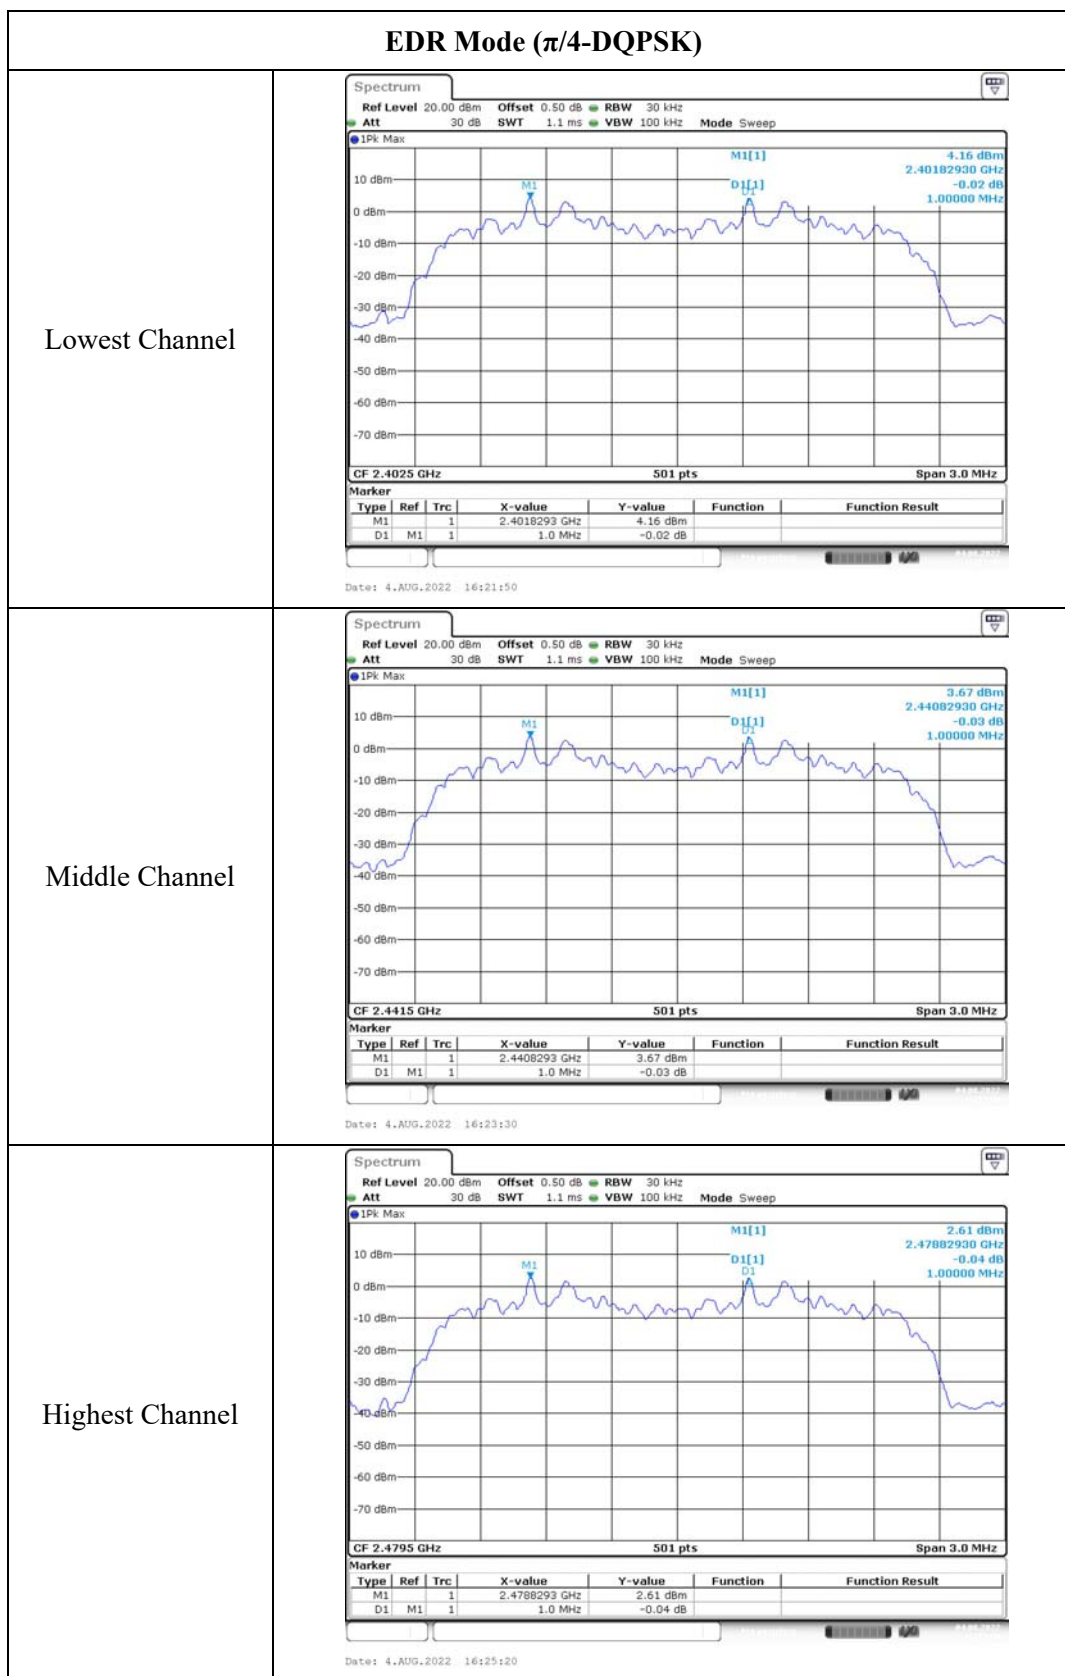 EDR Mode (π/4-DQPSK)
Lowest Channel
Spectrum
Ref Level 20.00 dBm Offset 0.50 dB RBW 30 kHz
Att 30 dB SWT 1.1 ms VBW 100 kHz Mode Sweep
1Pk Max
M1[1] 4.16 dBm
2.40182930 GHz
D1[1] -0.02 dB
1.00000 MHz
M1
D1
10 dBm
0 dBm
-10 dBm
-20 dBm
-30 dBm
-40 dBm
-50 dBm
-60 dBm
-70 dBm
CF 2.4025 GHz 501 pts Span 3.0 MHz
Marker
Type Ref Trc X-value Y-value Function Function Result
M1 1 2.4018293 GHz 4.16 dBm
D1 M1 1 1.0 MHz -0.02 dB
Date: 4.AUG.2022 16:21:50
Middle Channel
Spectrum
Ref Level 20.00 dBm Offset 0.50 dB RBW 30 kHz
Att 30 dB SWT 1.1 ms VBW 100 kHz Mode Sweep
1Pk Max
M1[1] 3.67 dBm
2.44082930 GHz
D1[1] -0.03 dB
1.00000 MHz
M1
D1
10 dBm
0 dBm
-10 dBm
-20 dBm
-30 dBm
-40 dBm
-50 dBm
-60 dBm
-70 dBm
CF 2.4415 GHz 501 pts Span 3.0 MHz
Marker
Type Ref Trc X-value Y-value Function Function Result
M1 1 2.4408293 GHz 3.67 dBm
D1 M1 1 1.0 MHz -0.03 dB
Date: 4.AUG.2022 16:23:30
Highest Channel
Spectrum
Ref Level 20.00 dBm Offset 0.50 dB RBW 30 kHz
Att 30 dB SWT 1.1 ms VBW 100 kHz Mode Sweep
1Pk Max
M1[1] 2.61 dBm
2.47882930 GHz
D1[1] -0.04 dB
1.00000 MHz
M1
D1
10 dBm
0 dBm
-10 dBm
-20 dBm
-30 dBm
-40 dBm
-50 dBm
-60 dBm
-70 dBm
CF 2.4795 GHz 501 pts Span 3.0 MHz
Marker
Type Ref Trc X-value Y-value Function Function Result
M1 1 2.4788293 GHz 2.61 dBm
D1 M1 1 1.0 MHz -0.04 dB
Date: 4.AUG.2022 16:25:20